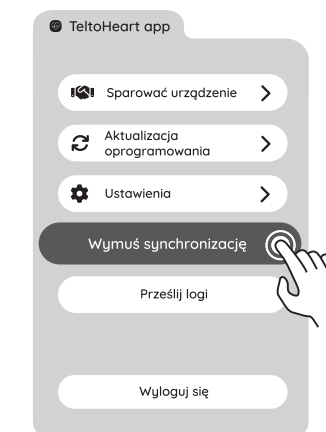 TeltoHeart app
Sparować urządzenie
Aktualizacja
oprogramowania
Ustawienia
Wymuś synchronizację
Prześlij logi
Wyloguj się